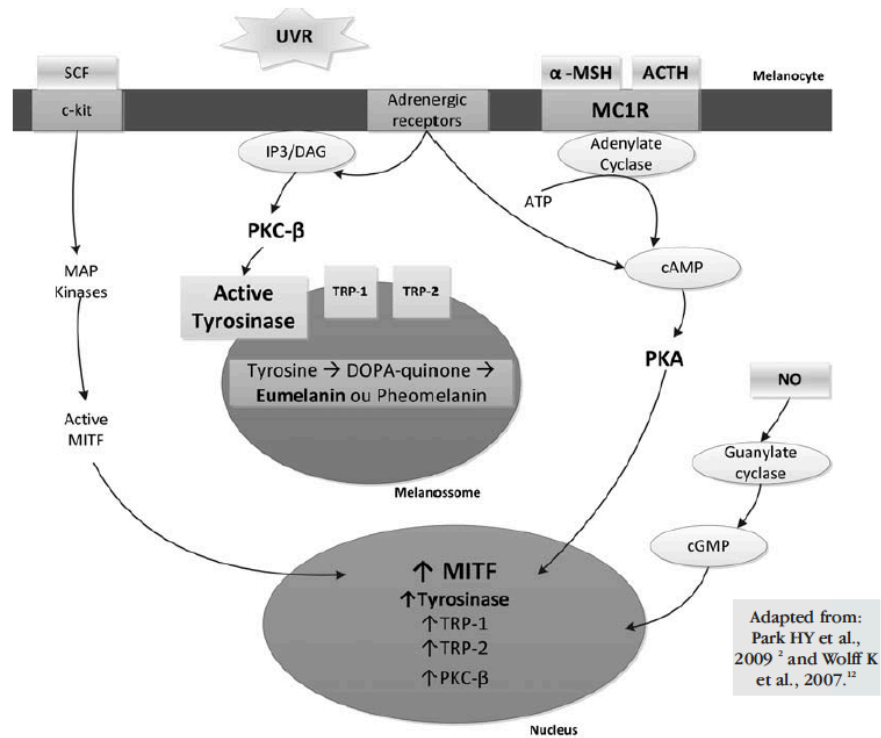 UVR
SCF
c-kit
Adrenergic
receptors
α-MSH
ACTH
MC1R
Melanocyte
IP3/DAG
Adenylate
Cyclase
ATP
PKC-β
cAMP
MAP
Kinases
Active
Tyrosinase
TRP-1
TRP-2
Tyrosine → DOPA-quinone →
Eumelanin ou Pheomelanin
Melanossome
PKA
NO
Active
MITF
Guanylate
cyclase
cGMP
↑ MITF
↑Tyrosinase
↑TRP-1
↑TRP-2
↑PKC-β
Nucleus
Adapted from:
Park HY et al.,
2009 ² and Wolff K
et al., 2007.¹²